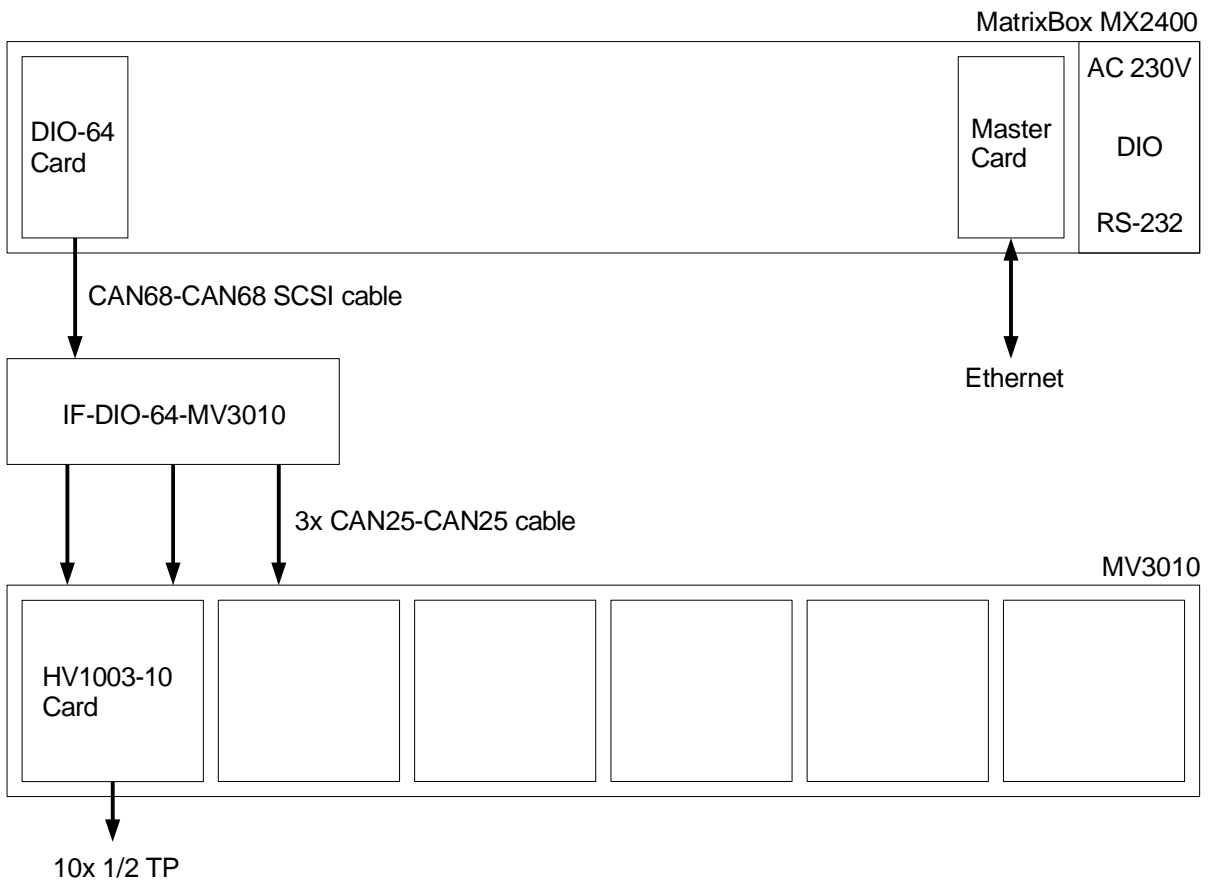 MatrixBox MX2400
AC 230V
DIO-64
Card
Master
Card
DIO
RS-232
CAN68-CAN68 SCSI cable
Ethernet
IF-DIO-64-MV3010
3x CAN25-CAN25 cable
MV3010
HV1003-10
Card
10x 1/2 TP